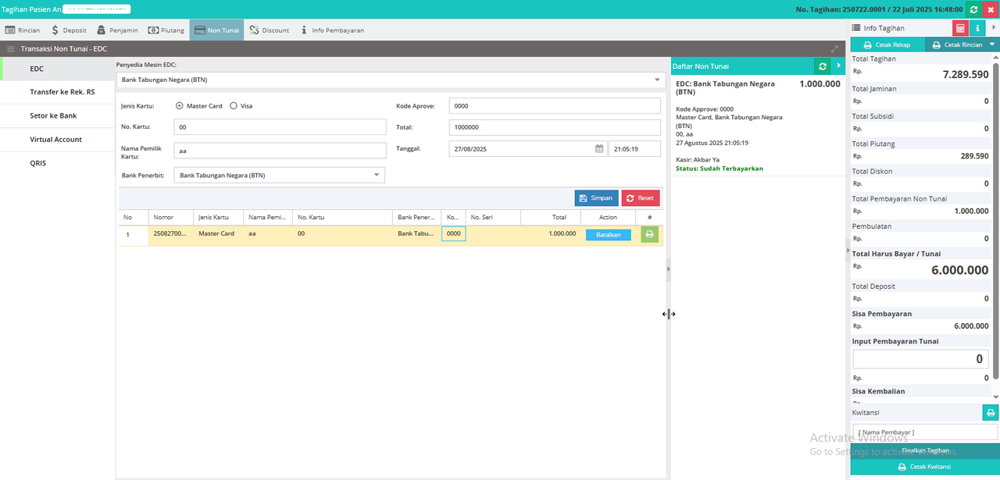 Tagihan Pasien An.
No. Tagihan: 250722.0001 / 22 Juli 2025 16:48:00
Rincian
Deposit
Penjamin
Piutang
Non Tunai
Discount
Info Pembayaran
Transaksi Non Tunai - EDC
EDC
Transfer ke Rek. RS
Setor ke Bank
Virtual Account
QRIS
Penyedia Mesin EDC:
Bank Tabungan Negara (BTN)
Jenis Kartu:
Master Card
Visa
No. Kartu:
00
Nama Pemilik
Kartu:
aa
Bank Penerbit:
Bank Tabungan Negara (BTN)
Kode Aprove:
0000
Total:
1000000
Tanggal:
27/08/2025
21:05:19
Simpan
Reset
No
Nomor
Jenis Kartu
Nama Pemi...
No. Kartu
Bank Pener...
Ko...
No. Seri
Total
Action
#
1
25082700...
Master Card
aa
00
Bank Tabu...
0000
1.000.000
Batalkan
Daftar Non Tunai
EDC: Bank Tabungan Negara
(BTN)
1.000.000
Kode Approve: 0000
Master Card, Bank Tabungan Negara
(BTN)
00, aa
27 Agustus 2025 21:05:19
Kasir: Akbar Ya
Status: Sudah Terbayarkan
Info Tagihan
Cetak Rekap
Cetak Rincian
Total Tagihan
Rp.
7.289.590
Total Jaminan
Rp.
0
Total Subsidi
Rp.
0
Total Piutang
Rp.
289.590
Total Diskon
Rp.
0
Total Pembayaran Non Tunai
Rp.
1.000.000
Pembulatan
Rp.
0
Total Harus Bayar / Tunai
Rp.
6.000.000
Total Deposit
Rp.
0
Sisa Pembayaran
Rp.
6.000.000
Input Pembayaran Tunai
0
Rp.
0
Sisa Kembalian
Rp.
Kwitansi
[ Nama Pembayar ]
Finalkan Tagihan
Cetak Kwitansi
Activate Windows
Go to Settings to activate Windows.